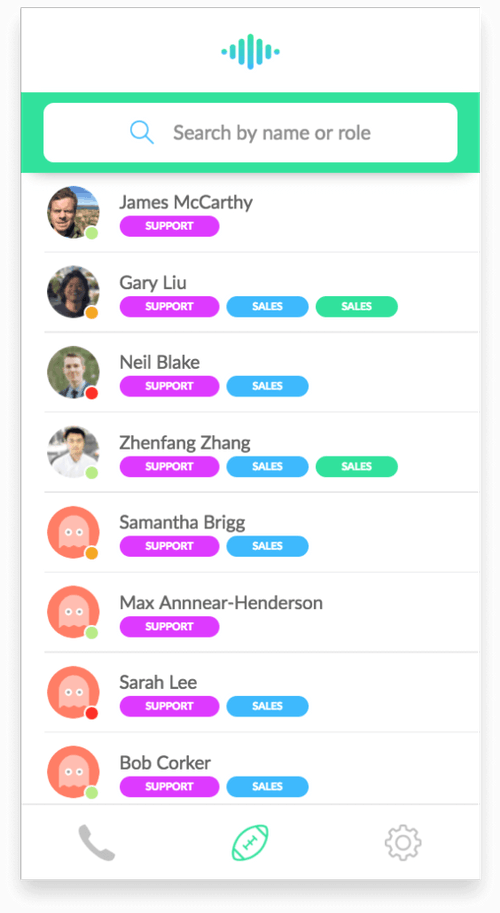 Search by name or role
James McCarthy
SUPPORT
Gary Liu
SUPPORT SALES SALES
Neil Blake
SUPPORT SALES
Zhenfang Zhang
SUPPORT SALES SALES
Samantha Brigg
SUPPORT SALES
Max Annnear-Henderson
SUPPORT
Sarah Lee
SUPPORT SALES
Bob Corker
SUPPORT SALES